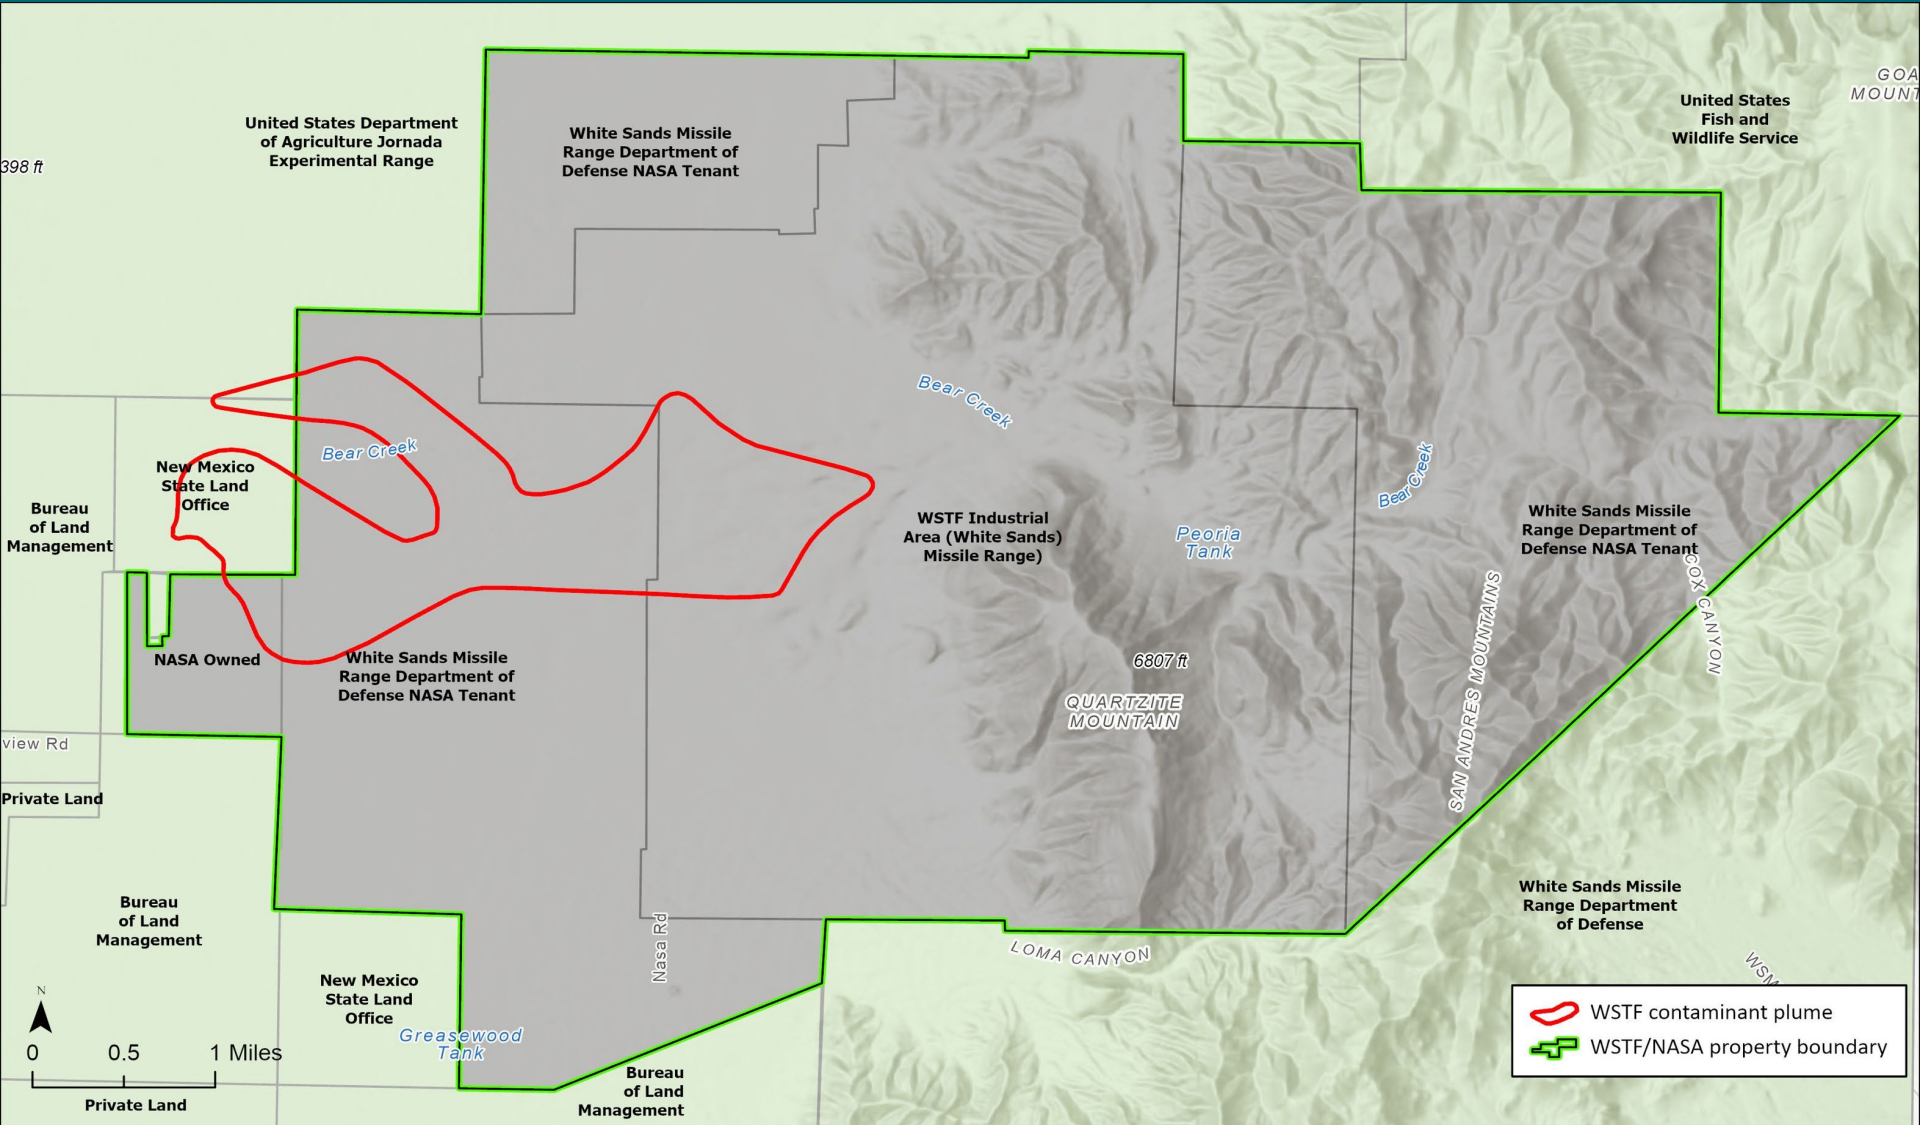 GOA
MOUNT
United States
Fish and
Wildlife Service
United States Department
of Agriculture Jornada
Experimental Range
White Sands Missile
Range Department of
Defense NASA Tenant
398 ft
Bear Creek
Bear Creek
Bear Creek
New Mexico
State Land
Office
Bureau
of Land
Management
WSTF Industrial
Area (White Sands)
Missile Range)
Peoria
Tank
White Sands Missile
Range Department of
Defense NASA Tenant
COX CANYON
SAN ANDRES MOUNTAINS
NASA Owned
White Sands Missile
Range Department of
Defense NASA Tenant
6807 ft
QUARTZITE
MOUNTAIN
view Rd
Private Land
Bureau
of Land
Management
White Sands Missile
Range Department
of Defense
Nasa Rd
LOMA CANYON
WSM
New Mexico
State Land
Office
Greasewood
Tank
N
0 0.5 1 Miles
Private Land
Bureau
of Land
Management
WSTF contaminant plume
WSTF/NASA property boundary